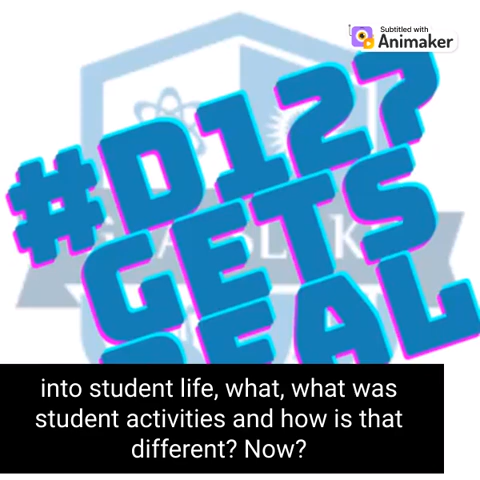 Subtitled with
Animaker
#D127
GETS
REAL
into student life, what, what was
student activities and how is that
different? Now?